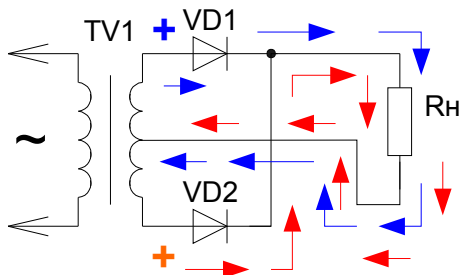 TV1 + VD1
~
Rн
VD2
+